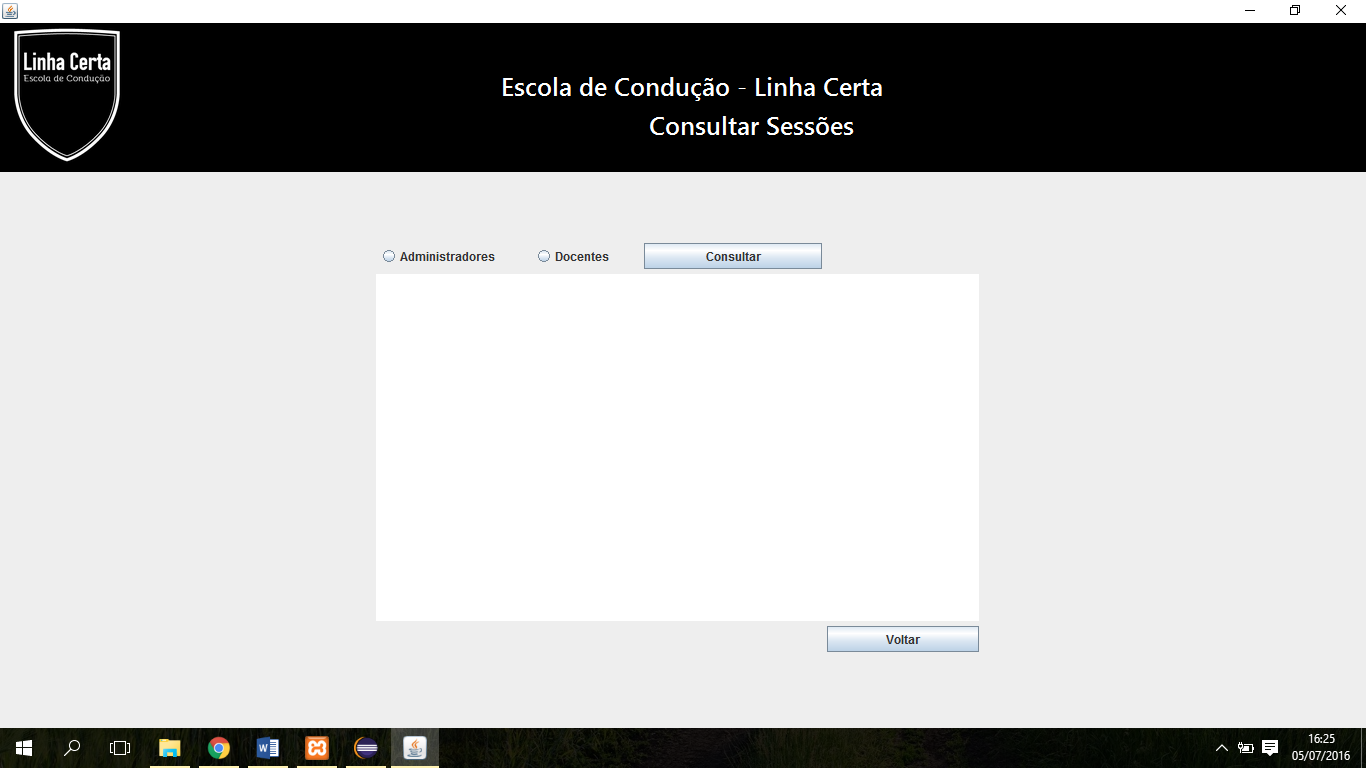 Linha Certa
Escola de Condução
Escola de Condução - Linha Certa
Consultar Sessões
Administradores
Docentes
Consultar
Voltar
16:25
05/07/2016